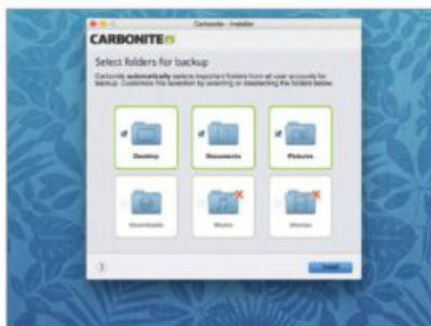 Carbonite - Installer
CARBONITE
Select folders for backup
Carbonite automatically selects important folders from all user accounts for
backup. Customize this selection by selecting or deselecting the folders below.
Desktop
Documents
Pictures
Downloads
Music
Movies
Install